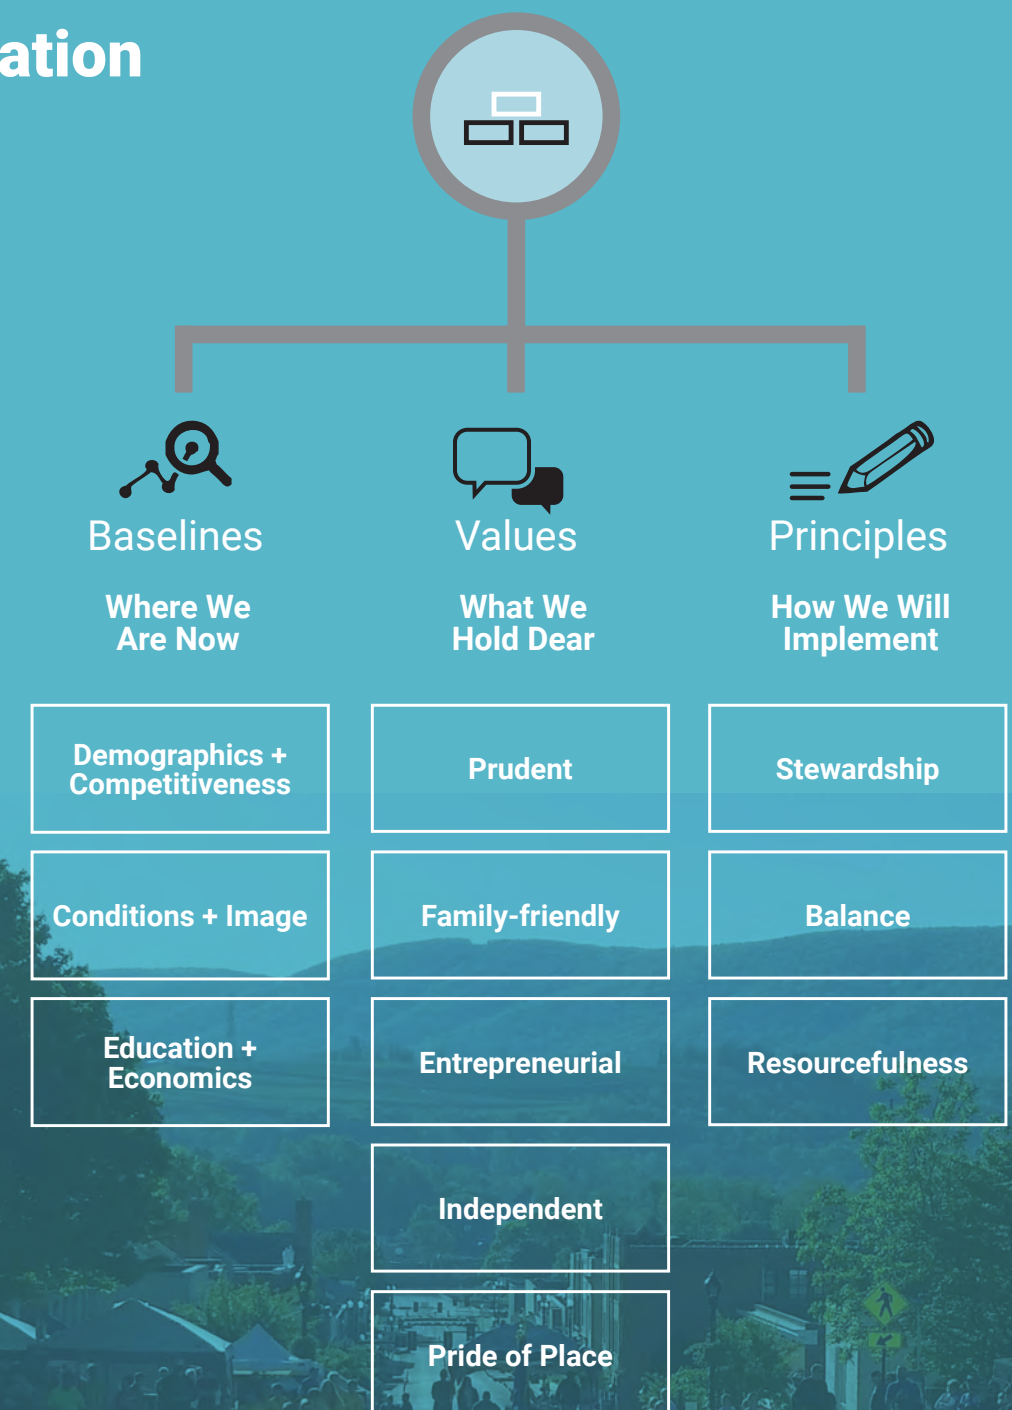 ation
Baselines
Where We
Are Now
Demographics +
Competitiveness
Conditions + Image
Education +
Economics
Values
What We
Hold Dear
Prudent
Family-friendly
Entrepreneurial
Independent
Pride of Place
Principles
How We Will
Implement
Stewardship
Balance
Resourcefulness